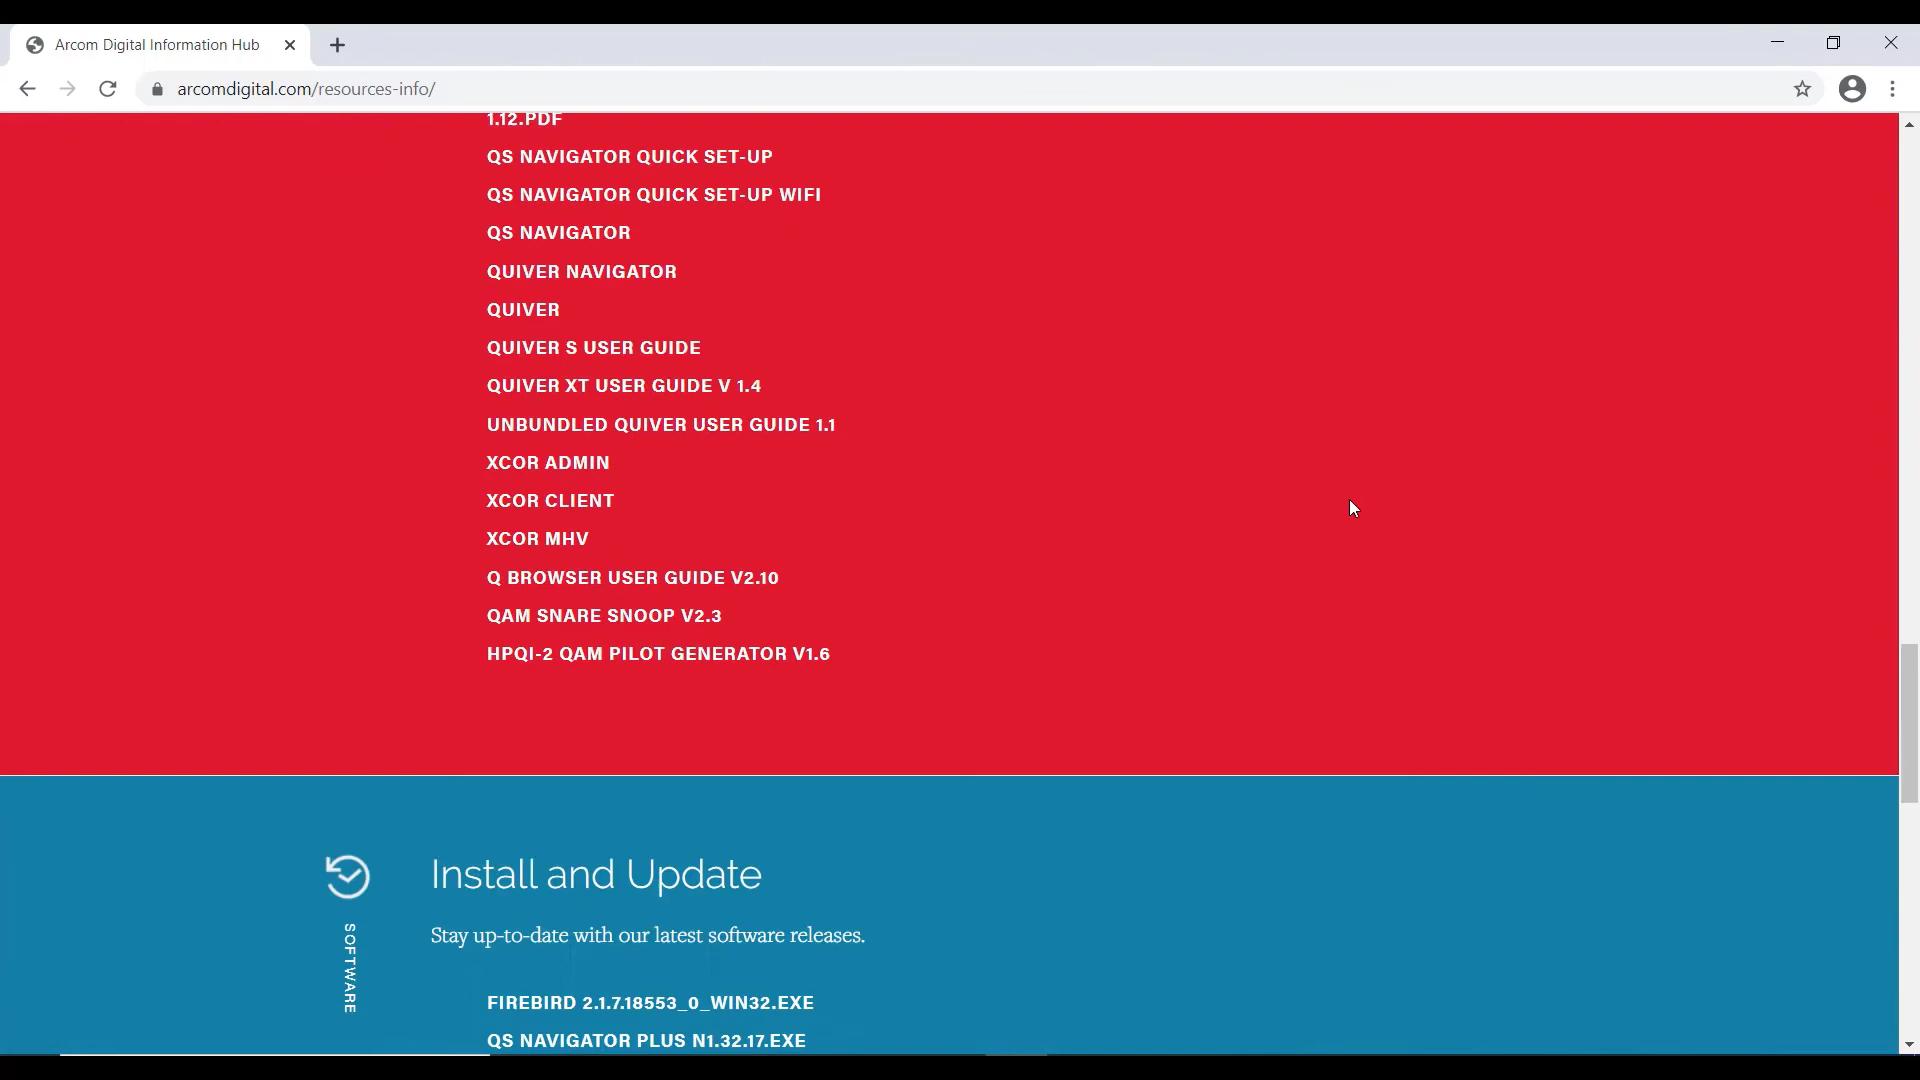 Arcom Digital Information Hub
arcomdigital.com/resources-info/
1.12.PDF
QS NAVIGATOR QUICK SET-UP
QS NAVIGATOR QUICK SET-UP WIFI
QS NAVIGATOR
QUIVER NAVIGATOR
QUIVER
QUIVER S USER GUIDE
QUIVER XT USER GUIDE V 1.4
UNBUNDLED QUIVER USER GUIDE 1.1
XCOR ADMIN
XCOR CLIENT
XCOR MHV
Q BROWSER USER GUIDE V2.10
QAM SNARE SNOOP V2.3
HPQI-2 QAM PILOT GENERATOR V1.6
Install and Update
SOFTWARE
Stay up-to-date with our latest software releases.
FIREBIRD 2.1.7.18553_0_WIN32.EXE
QS NAVIGATOR PLUS N1.32.17.EXE